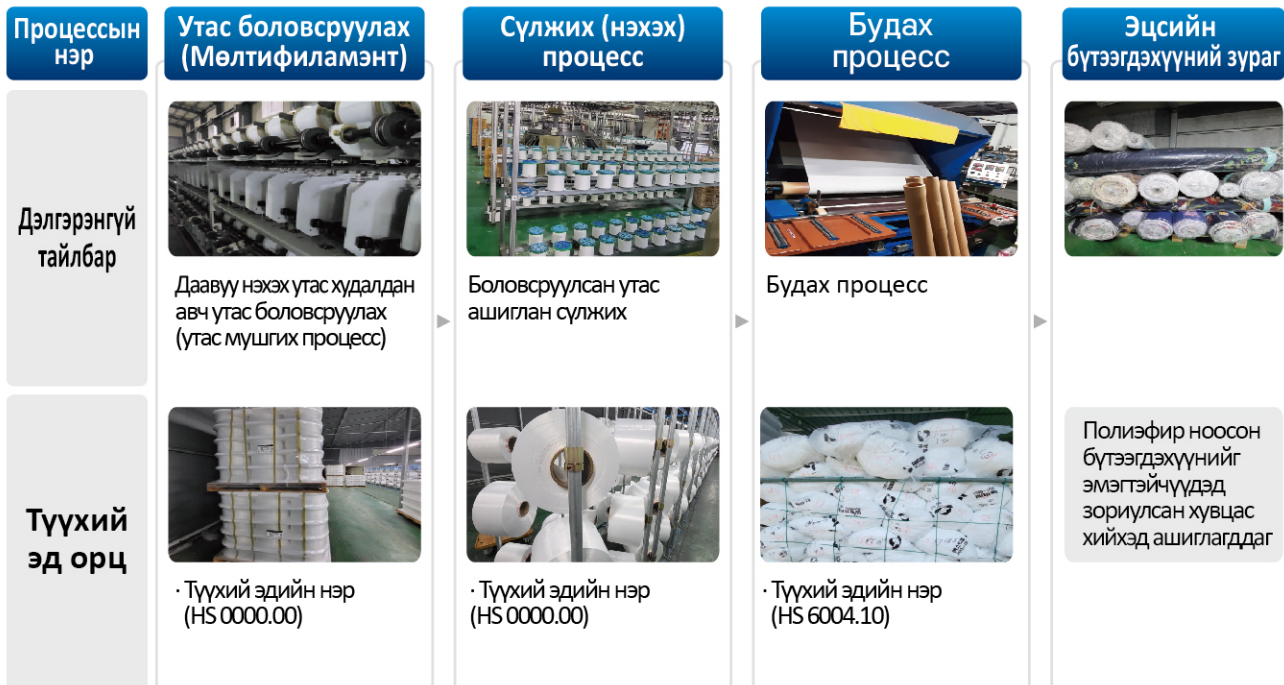 Процессын
нэр
Утас боловсруулах
(Мөлтифиламэнт)
Сүлжих (нэхэх)
процесс
Будах
процесс
Эцсийн
бүтээгдэхүүний зураг
Дэлгэрэнгүй
тайлбар
Даавуу нэхэх утас худалдан
авч утас боловсруулах
(утас мушгих процесс)
Боловсруулсан утас
ашиглан сүлжих
Будах процесс
Түүхий
эд орц
· Түүхий эдийн нэр
(HS 0000.00)
· Түүхий эдийн нэр
(HS 0000.00)
· Түүхий эдийн нэр
(HS 6004.10)
Полиэфир ноосон
бүтээгдэхүүнийг
эмэгтэйчүүдэд
зориулсан хувцас
хийхэд ашиглагддаг